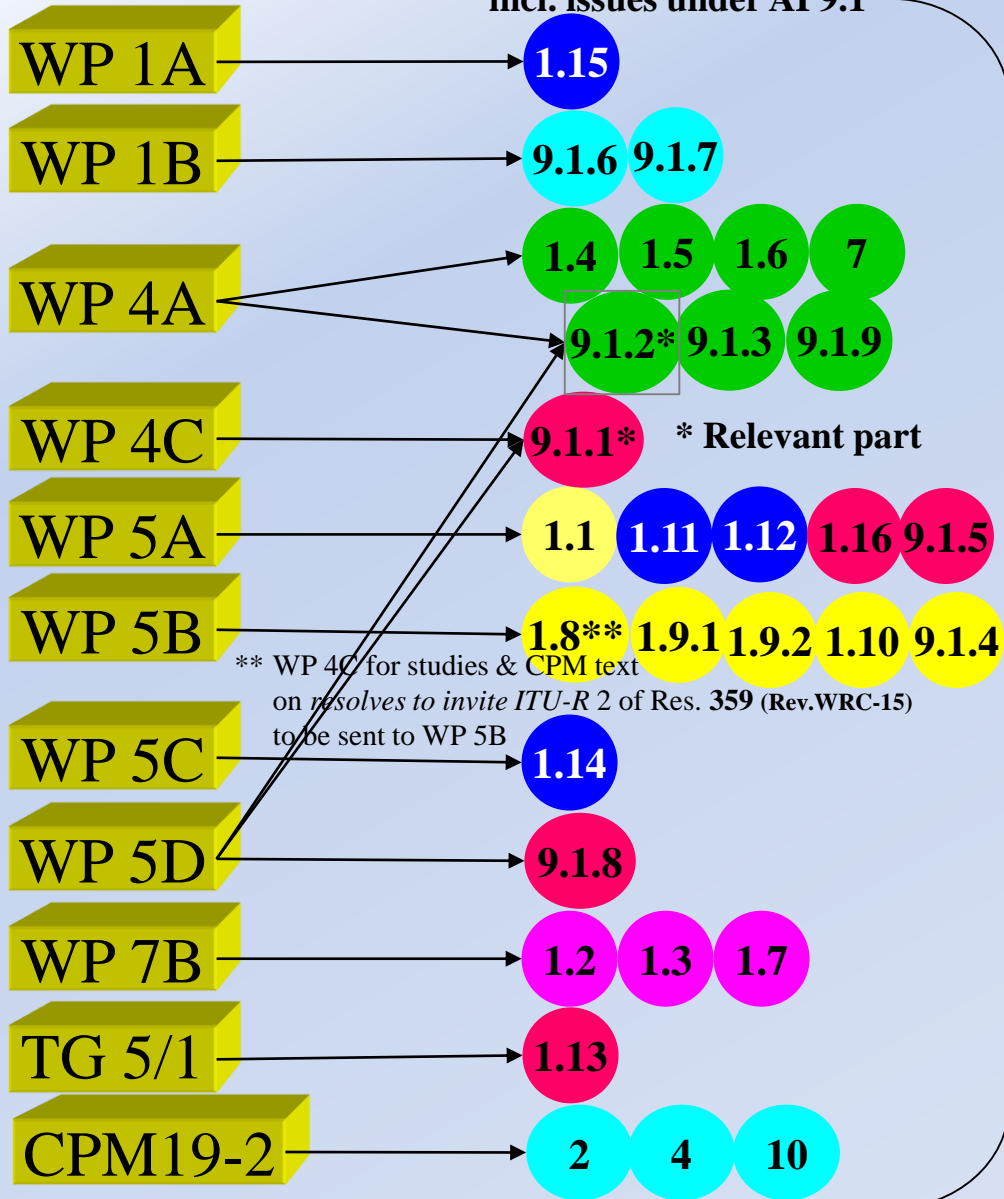 incl. issues under AI 9.1
WP 1A 1.15
WP 1B 9.1.6 9.1.7
1.4 1.5 1.6 7
WP 4A
9.1.2* 9.1.3 9.1.9
WP 4C 9.1.1* * Relevant part
WP 5A 1.1 1.11 1.12 1.16 9.1.5
WP 5B 1.8** 1.9.1 1.9.2 1.10 9.1.4
** WP 4C for studies & CPM text
on resolves to invite ITU-R 2 of Res. 359 (Rev.WRC-15)
to be sent to WP 5B
WP 5C 1.14
WP 5D 9.1.8
WP 7B 1.2 1.3 1.7
TG 5/1 1.13
CPM19-2 2 4 10